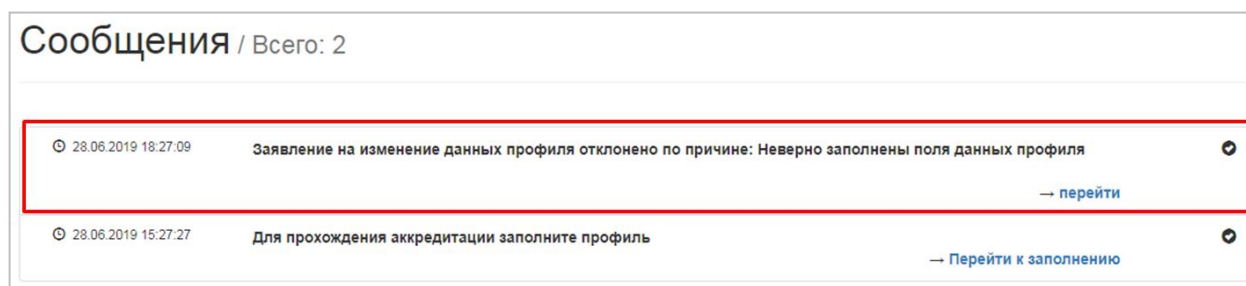 Сообщения / Всего: 2
28.06.2019 18:27:09 Заявление на изменение данных профиля отклонено по причине: Неверно заполнены поля данных профиля
→ перейти
28.06.2019 15:27:27 Для прохождения аккредитации заполните профиль
→ Перейти к заполнению